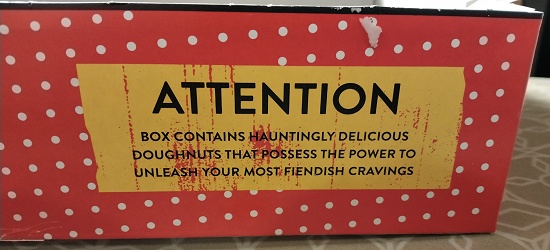 ATTENTION
BOX CONTAINS HAUNTINGLY DELICIOUS
DOUGHNUTS THAT POSSESS THE POWER TO
UNLEASH YOUR MOST FIENDISH CRAVINGS